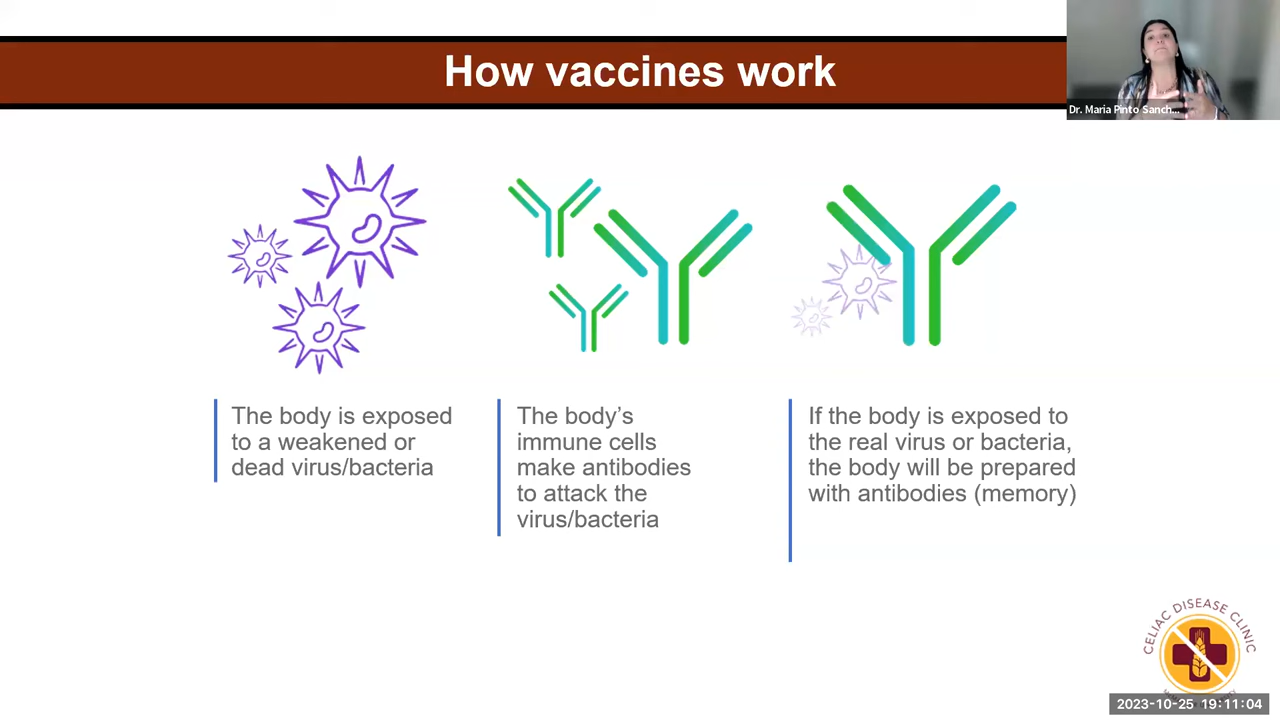 How vaccines work
Dr. Maria Pinto Sanch...
The body is exposed
to a weakened or
dead virus/bacteria
The body's
immune cells
make antibodies
to attack the
virus/bacteria
If the body is exposed to
the real virus or bacteria,
the body will be prepared
with antibodies (memory)
CELIAC DISEASE CLINIC
2023-10-25 19:11:04